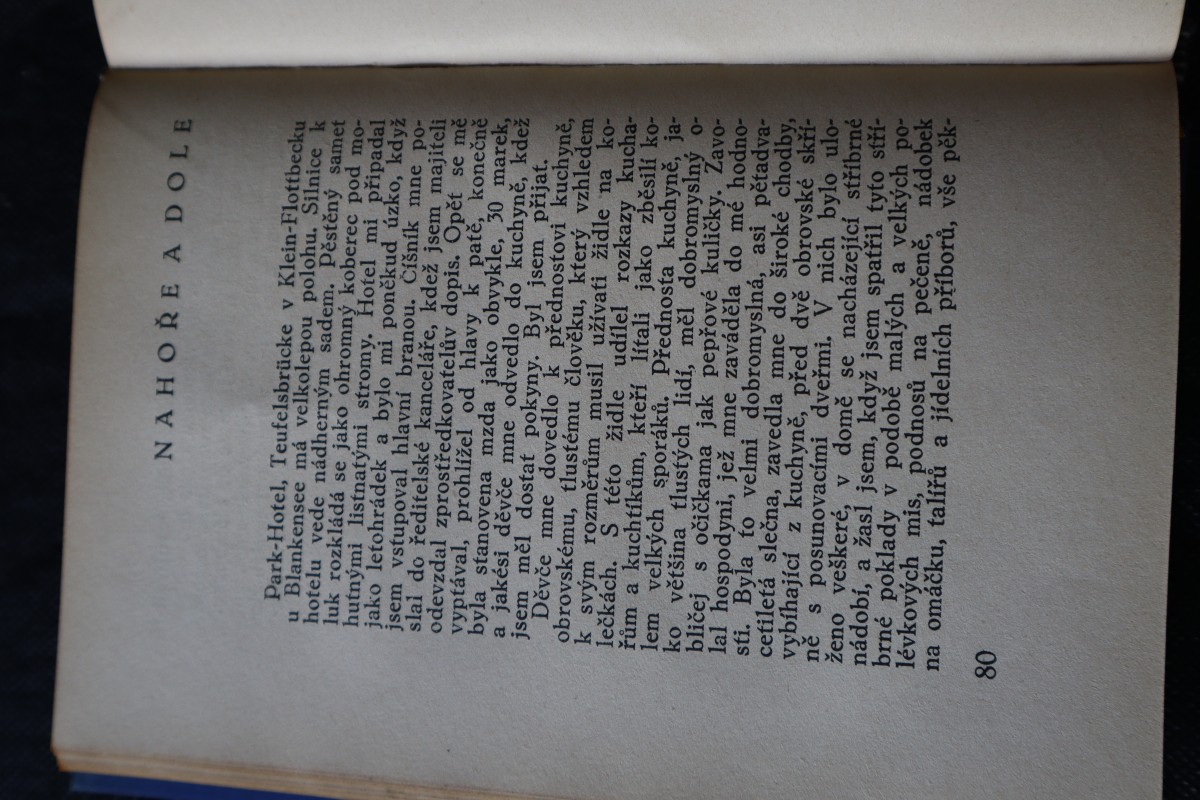 NAHOŘE A DOLE
Park-Hotel, Teufelsbrücke v Klein-Flottbecku
u Blankensee má velkolepou polohu. Silnice k
hotelu vede nádherným sadem. Pěstěný samet
luk rozkládá se jako ohromný koberec pod mo-
hutnými listnatými stromy. Hotel mi připadal
jako letohrádek a bylo mi poněkud úzko, když
jsem vstupoval hlavní branou. Číšník mne po-
slal do ředitelské kanceláře, kdež jsem majiteli
odevzdal zprostředkovatelův dopis. Opět se mě
vyptával, prohlížel od hlavy k patě, konečně
byla stanovena mzda jako obvykle, 30 marek,
a jakési děvče mne odvedlo do kuchyně, kdež
jsem měl dostat pokyny. Byl jsem přijat.
Děvče mne dovedlo k přednostovi kuchyně,
obrovskému, tlustému člověku, který vzhledem
k svým rozměrům musil užívati židle na ko-
lečkách. S této židle udílel rozkazy kucha-
řům a kuchtíkům, kteří lítali jako zběsilí ko-
lem velkých sporáků. Přednosta kuchyně, ja-
ko většina tlustých lidí, měl dobromyslný o-
bličej s očičkama jak pepřové kuličky. Zavo-
lal hospodyni, jež mne zaváděla do mé hodno-
sti. Byla to velmi dobromyslná, asi pětadva-
cetiletá slečna, zavedla mne do široké chodby,
vybíhající z kuchyně, před dvě obrovské skří-
ně s posunovacími dveřmi. V nich bylo ulo-
ženo veškeré, v domě se nacházející stříbrné
nádobí, a žasl jsem, když jsem spatřil tyto stří-
brné poklady v podobě malých a velkých po-
lévkových mis, podnosů na pečeně, nádobek
na omáčku, talířů a jídelních příborů, vše pěk-
80